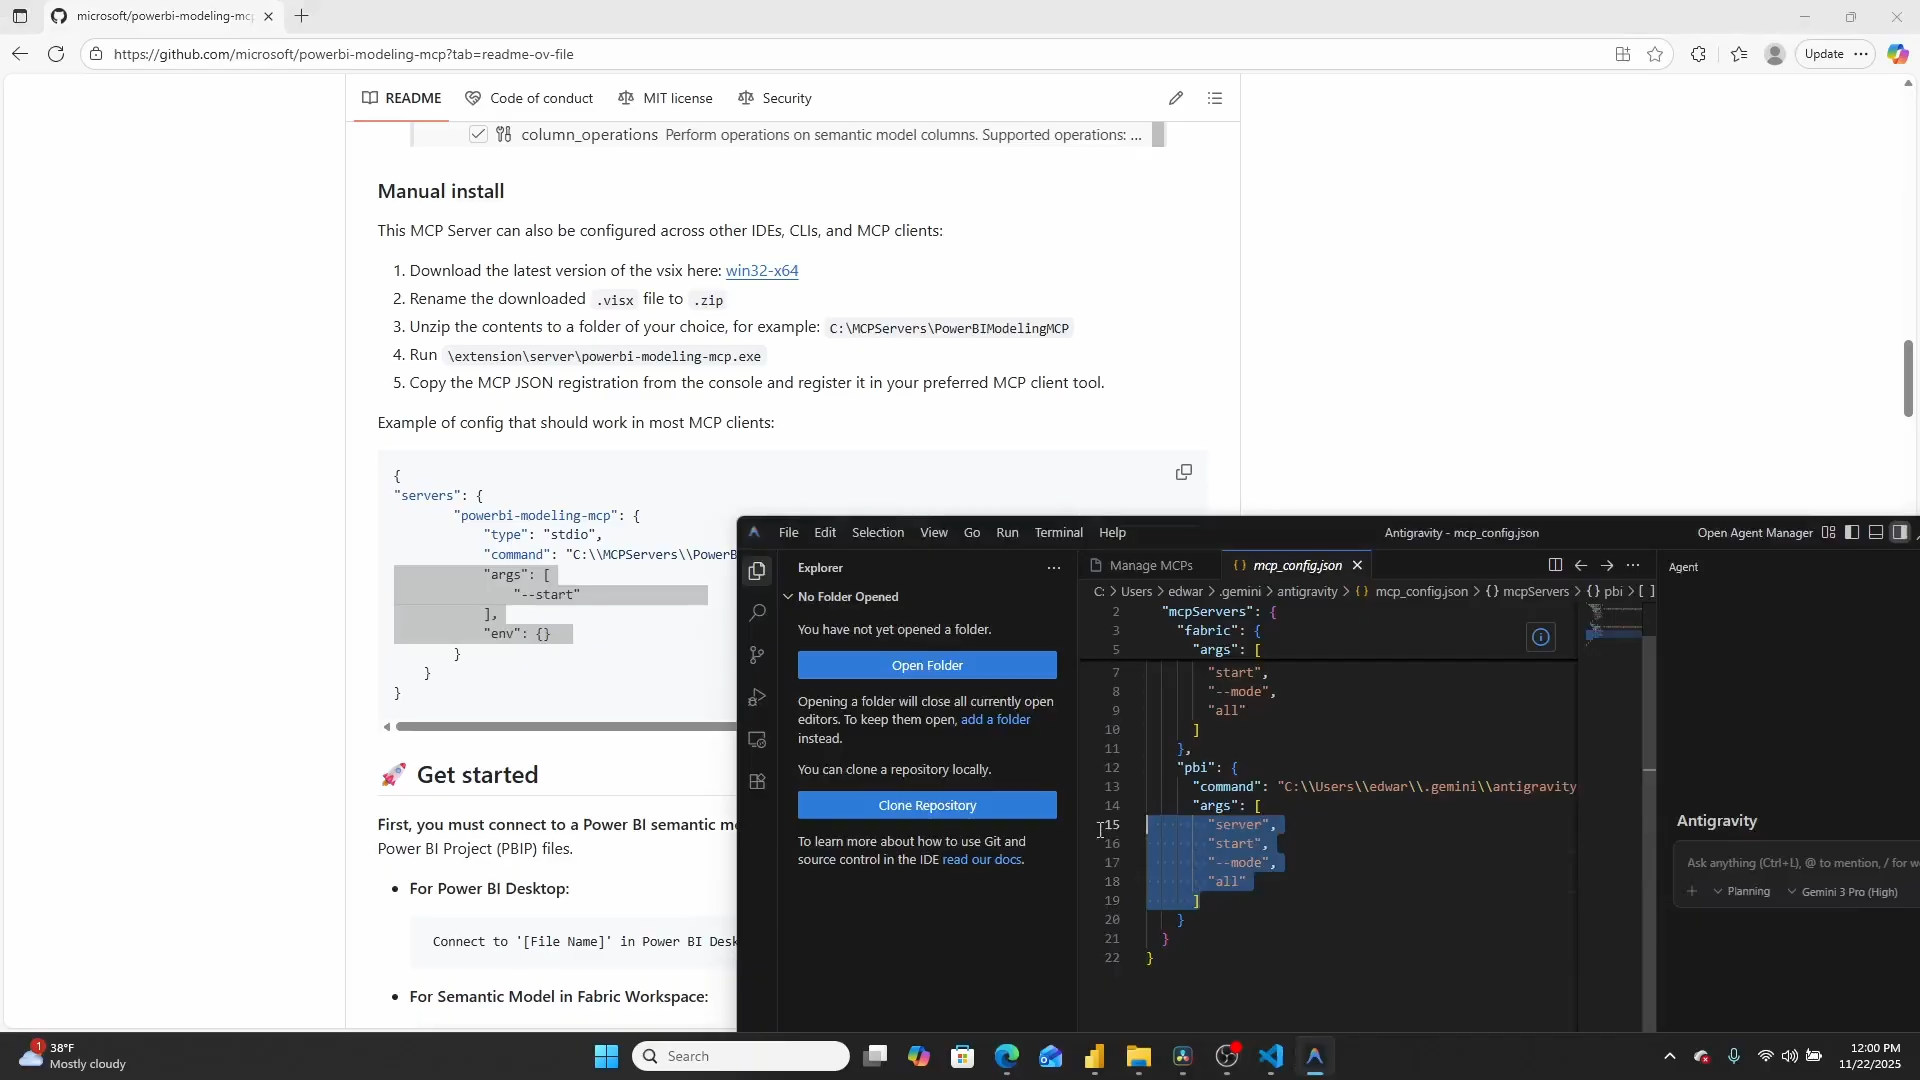 microsoft/powerbi-modeling-mcp
https://github.com/microsoft/powerbi-modeling-mcp?tab=readme-ov-file
Update
README
Code of conduct
MIT license
Security
column_operations Perform operations on semantic model columns. Supported operations: ...
Manual install
This MCP Server can also be configured across other IDEs, CLIs, and MCP clients:
1. Download the latest version of the vsix here: win32-x64
2. Rename the downloaded .visx file to .zip
3. Unzip the contents to a folder of your choice, for example: C:\MCPServers\PowerBIModelingMCP
4. Run \extension\server\powerbi-modeling-mcp.exe
5. Copy the MCP JSON registration from the console and register it in your preferred MCP client tool.
Example of config that should work in most MCP clients:
{
"servers": {
"powerbi-modeling-mcp": {
"type": "stdio",
"command": "C:\\MCPServers\\PowerB
"args": [
"--start"
],
"env": {}
}
}
}
🚀 Get started
First, you must connect to a Power BI semantic mo
Power BI Project (PBIP) files.
• For Power BI Desktop:
Connect to '[File Name]' in Power BI Desk
• For Semantic Model in Fabric Workspace:
File Edit Selection View Go Run Terminal Help
Antigravity - mcp_config.json
Open Agent Manager
Explorer
No Folder Opened
You have not yet opened a folder.
Open Folder
Opening a folder will close all currently open
editors. To keep them open, add a folder
instead.
You can clone a repository locally.
Clone Repository
To learn more about how to use Git and
source control in the IDE read our docs.
Manage MCPs
{} mcp_config.json
C: > Users > edwar > .gemini > antigravity > {} mcp_config.json > {} mcpServers > {} pbi > [ ]
2 "mcpServers": {
3 "fabric": {
5 "args": [
7 "start",
8 "--mode",
9 "all"
10 ]
11 },
12 "pbi": {
13 "command": "C:\\Users\\edwar\\.gemini\\antigravity
14 "args": [
15 "server",
16 "start",
17 "--mode",
18 "all"
19 ]
20 }
21 }
22 }
Agent
Antigravity
Ask anything (Ctrl+L), @ to mention, / for w
Planning
Gemini 3 Pro (High)
1
38°F
Mostly cloudy
Search
12:00 PM
11/22/2025